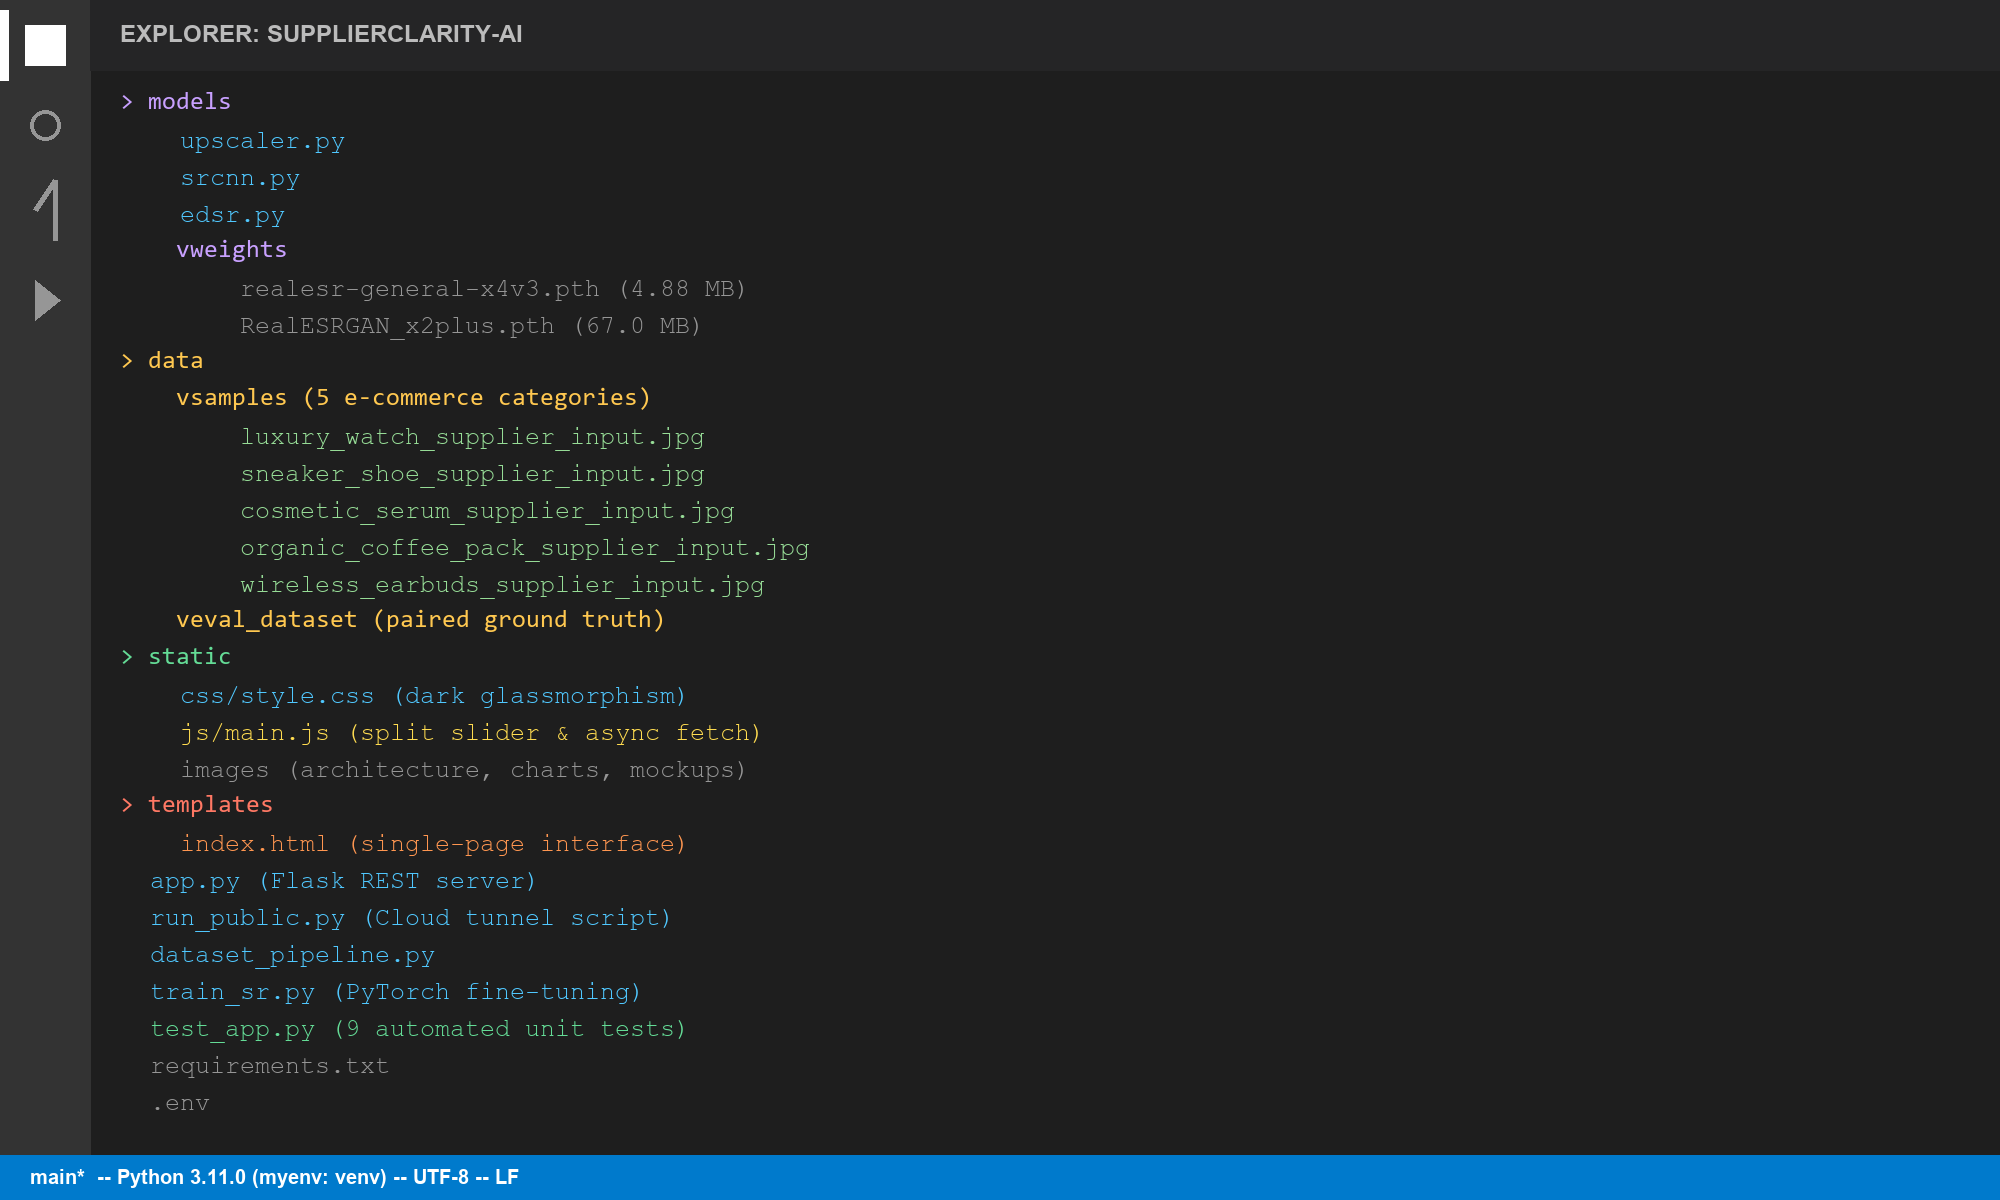 EXPLORER: SUPPLIERCLARITY-AI
> models
upscaler.py
srcnn.py
edsr.py
vweights
realesr-general-x4v3.pth (4.88 MB)
RealESRGAN_x2plus.pth (67.0 MB)
> data
vsamples (5 e-commerce categories)
luxury_watch_supplier_input.jpg
sneaker_shoe_supplier_input.jpg
cosmetic_serum_supplier_input.jpg
organic_coffee_pack_supplier_input.jpg
wireless_earbuds_supplier_input.jpg
veval_dataset (paired ground truth)
> static
css/style.css (dark glassmorphism)
js/main.js (split slider & async fetch)
images (architecture, charts, mockups)
> templates
index.html (single-page interface)
app.py (Flask REST server)
run_public.py (Cloud tunnel script)
dataset_pipeline.py
train_sr.py (PyTorch fine-tuning)
test_app.py (9 automated unit tests)
requirements.txt
.env
main* -- Python 3.11.0 (myenv: venv) -- UTF-8 -- LF